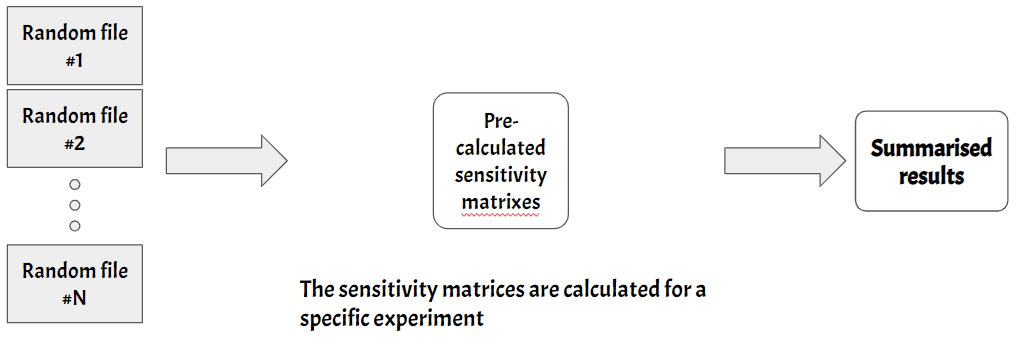 Random file
#1
Random file
#2
Random file
#N
Pre-
calculated
sensitivity
matrixes
Summarised
results
The sensitivity matrices are calculated for a
specific experiment